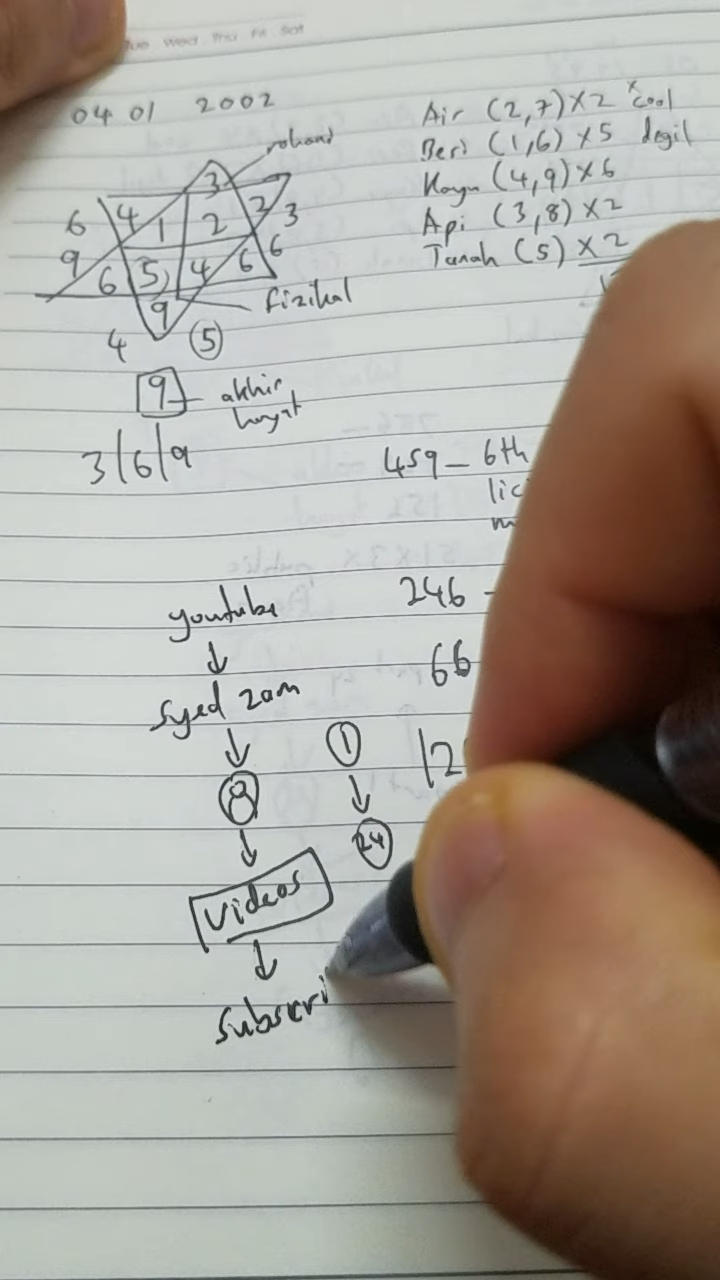 Tue Wed Thu Fri Sat
04 01 2002
Air (2,7) x 2 x cool
Beri (1,6) x 5 degil
Kayu (4,9) x 6
Api (3,8) x 2
Tanah (5) x 2
rohani
3
6 4 1 2 2 3
9 6 5 4 6 6
9
fizikal
4 5
9 akhir hayat
3/6/9
459 - 6th
lic
m
youtube
246 -
↓
66
syed zam
↓
1
12
8
↓
24
↓
Videos
↓
subscri